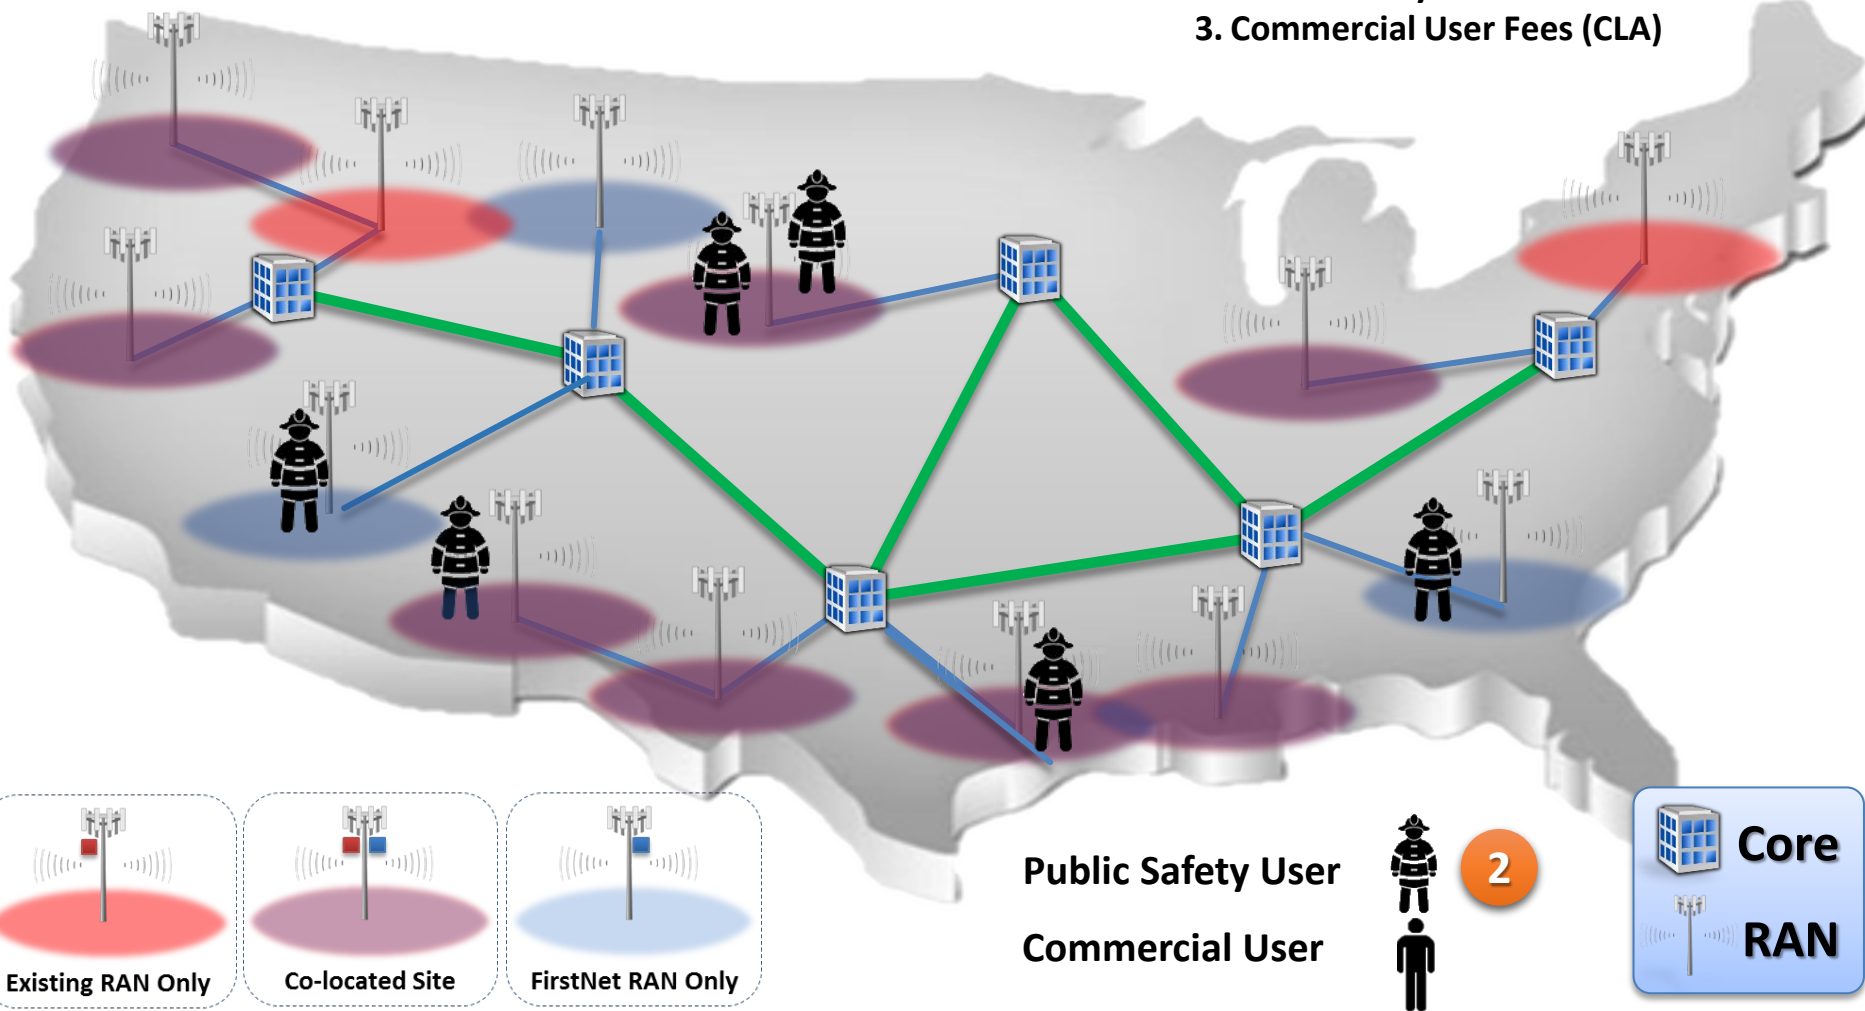 3. Commercial User Fees (CLA)
Existing RAN Only
Co-located Site
FirstNet RAN Only
Public Safety User
2
Commercial User
Core
RAN